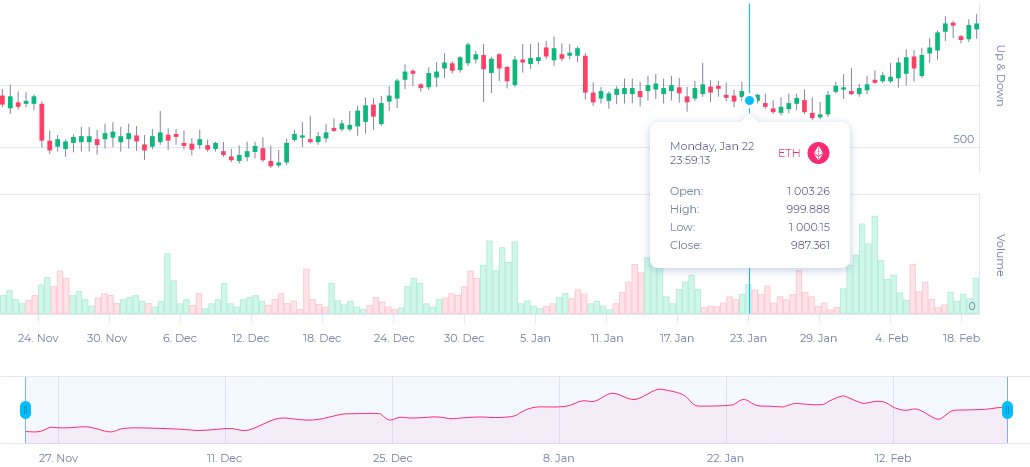 Up & Down
500
Monday, Jan 22
23:59:13
ETH
Open: 1 003.26
High: 999.888
Low: 1 000.15
Close: 987.361
Volume
0
24. Nov 30. Nov 6. Dec 12. Dec 18. Dec 24. Dec 30. Dec 5. Jan 11. Jan 17. Jan 23. Jan 29. Jan 4. Feb 18. Feb
27. Nov 11. Dec 25. Dec 8. Jan 22. Jan 12. Feb